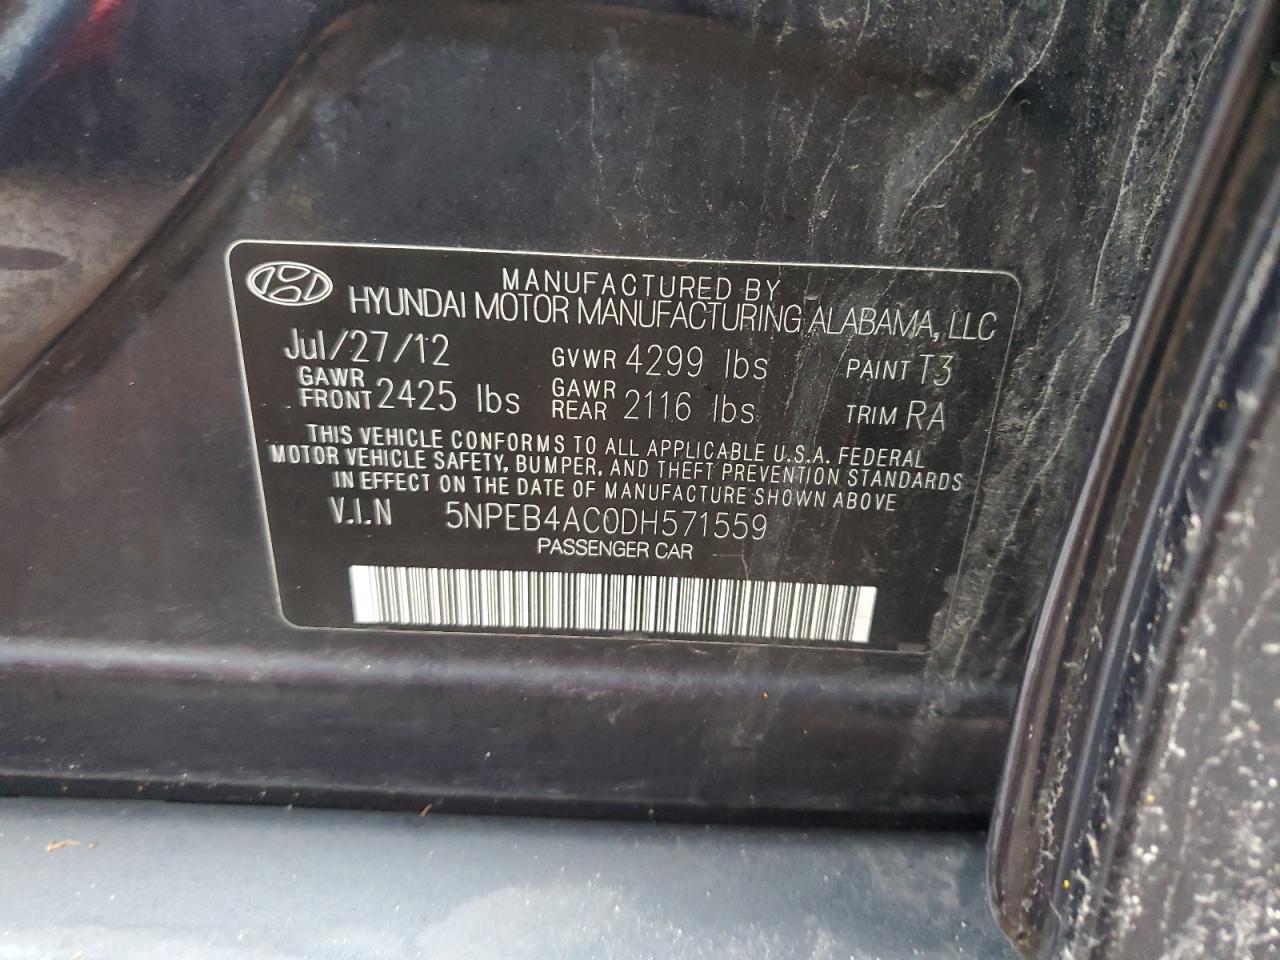 MANUFACTURED BY
HYUNDAI MOTOR MANUFACTURING ALABAMA, LLC
Jul/27/12 GVWR 4299 lbs PAINT T3
GAWR FRONT 2425 lbs GAWR REAR 2116 lbs TRIM RA
THIS VEHICLE CONFORMS TO ALL APPLICABLE U.S.A. FEDERAL
MOTOR VEHICLE SAFETY, BUMPER, AND THEFT PREVENTION STANDARDS
IN EFFECT ON THE DATE OF MANUFACTURE SHOWN ABOVE
V.I.N 5NPEB4AC0DH571559
PASSENGER CAR